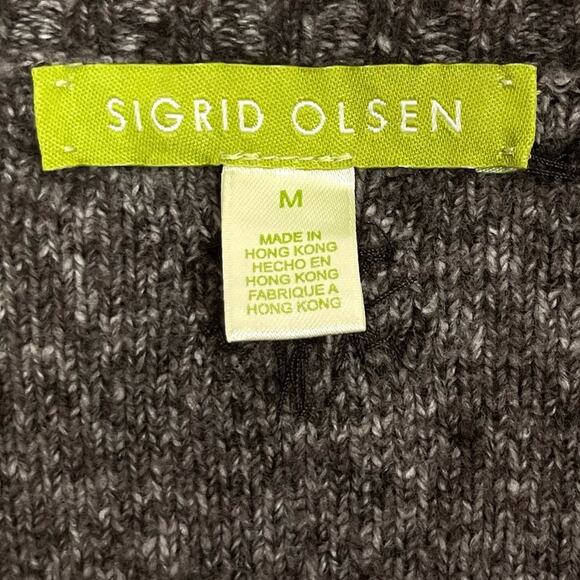 SIGRID OLSEN
M
MADE IN
HONG KONG
HECHO EN
HONG KONG
FABRIQUE A
HONG KONG